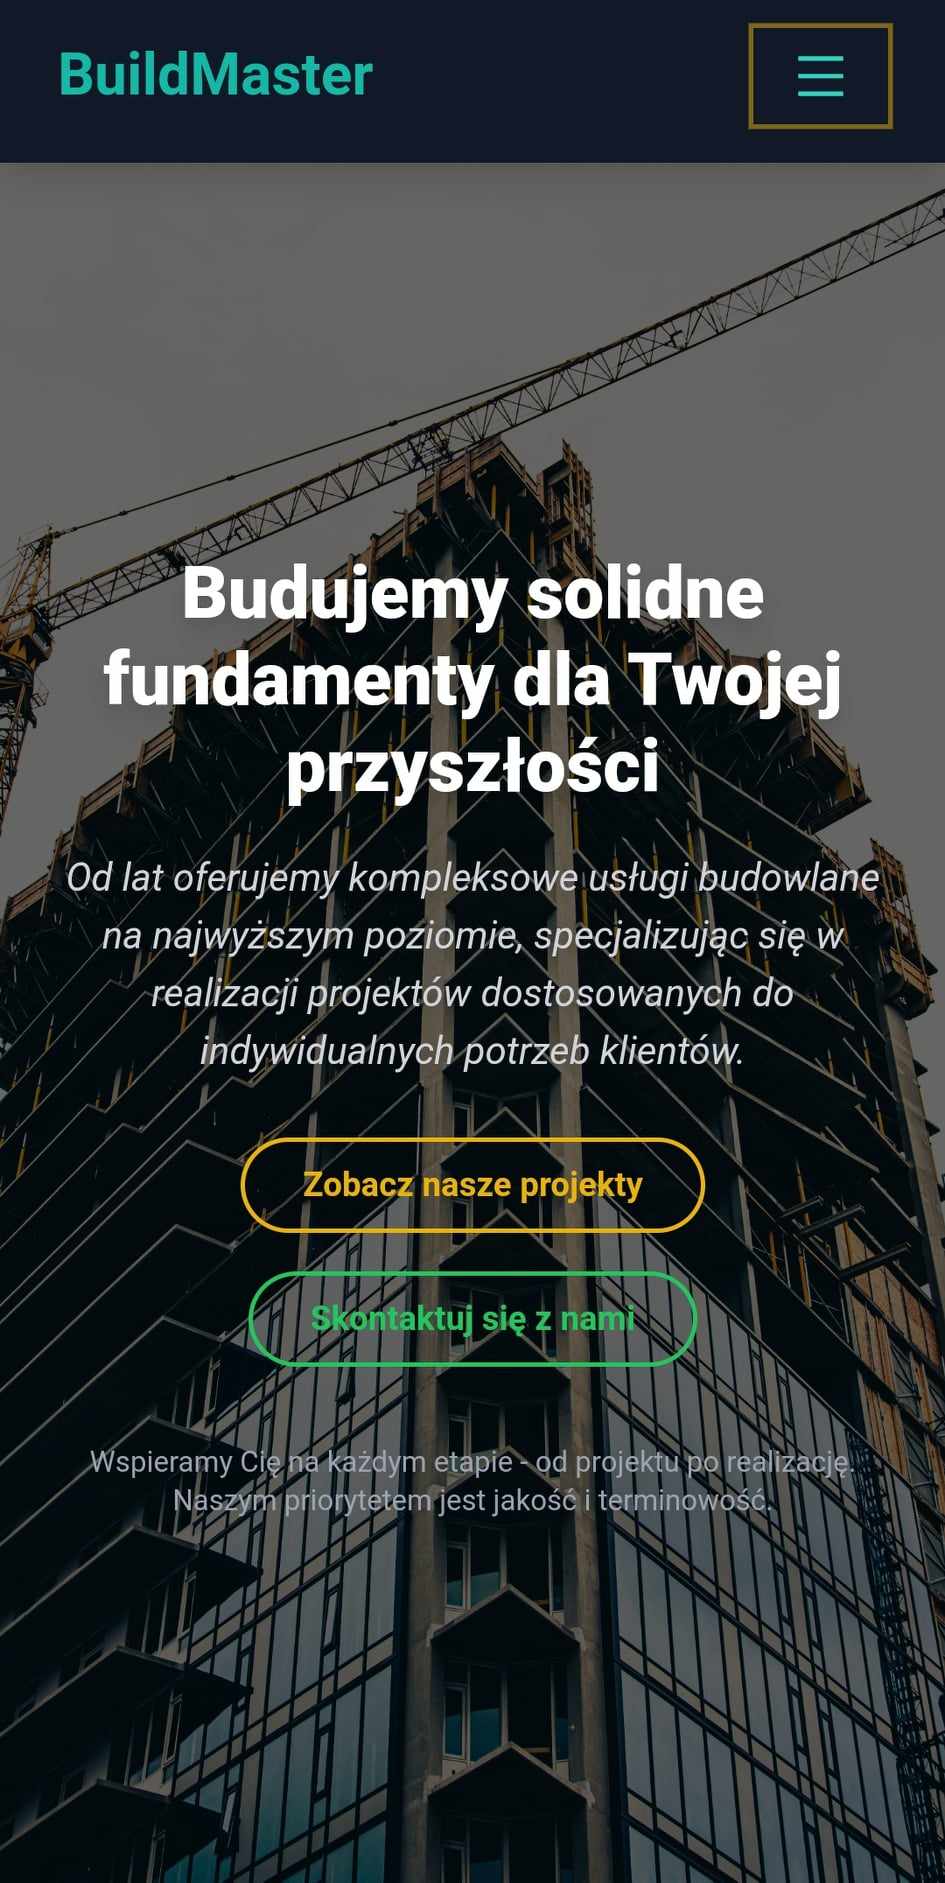 BuildMaster
Budujemy solidne
fundamenty dla Twojej
przyszłości
Od lat oferujemy kompleksowe usługi budowlane
na najwyższym poziomie, specjalizując się w
realizacji projektów dostosowanych do
indywidualnych potrzeb klientów.
Zobacz nasze projekty
Skontaktuj się z nami
Wspieramy Cię na każdym etapie - od projektu po realizację.
Naszym priorytetem jest jakość i terminowość.